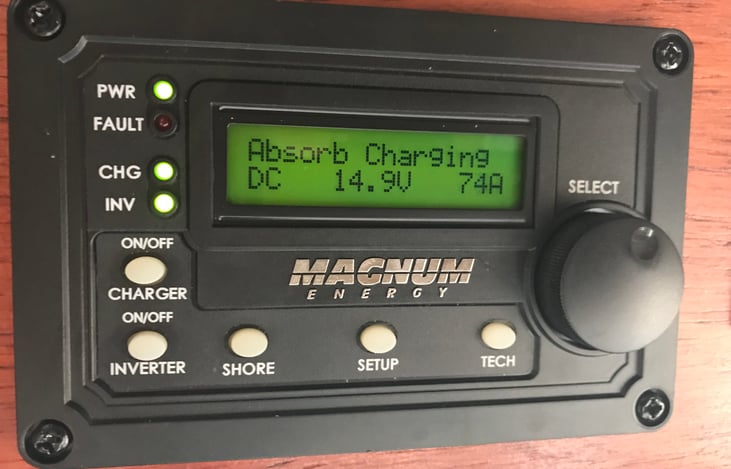 PWR
FAULT
CHG
INV
Absorb Charging
DC 14.9V 74A
SELECT
ON/OFF
CHARGER
ON/OFF
INVERTER
MAGNUM
ENERGY
SHORE
SETUP
TECH